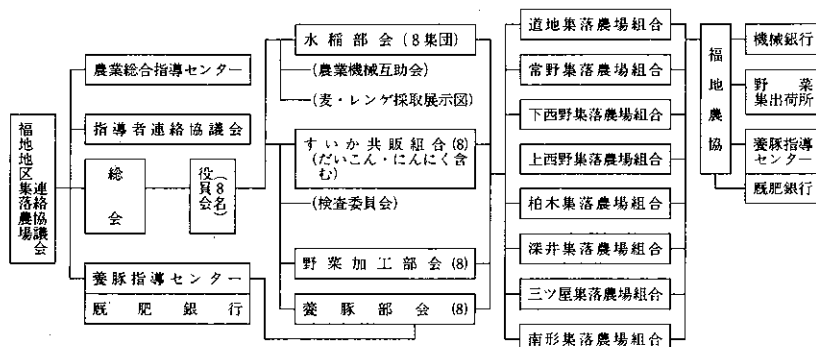 福地地区集落農場
連絡協議会
農業総合指導センター
指導者連絡協議会
総会
役員会
(8名)
養豚指導センター
厩肥銀行
水稲部会(8集団)
(農業機械互助会)
(麦・レンゲ採取展示図)
すいか共販組合(8)
(だいこん・にんにく含
む)
(検査委員会)
野菜加工部会(8)
養豚部会(8)
道地集落農場組合
常野集落農場組合
下西野集落農場組合
上西野集落農場組合
柏木集落農場組合
深井集落農場組合
三ツ屋集落農場組合
南形集落農場組合
福地農協
機械銀行
野菜
集出荷所
養豚指導
センター
厩肥銀行